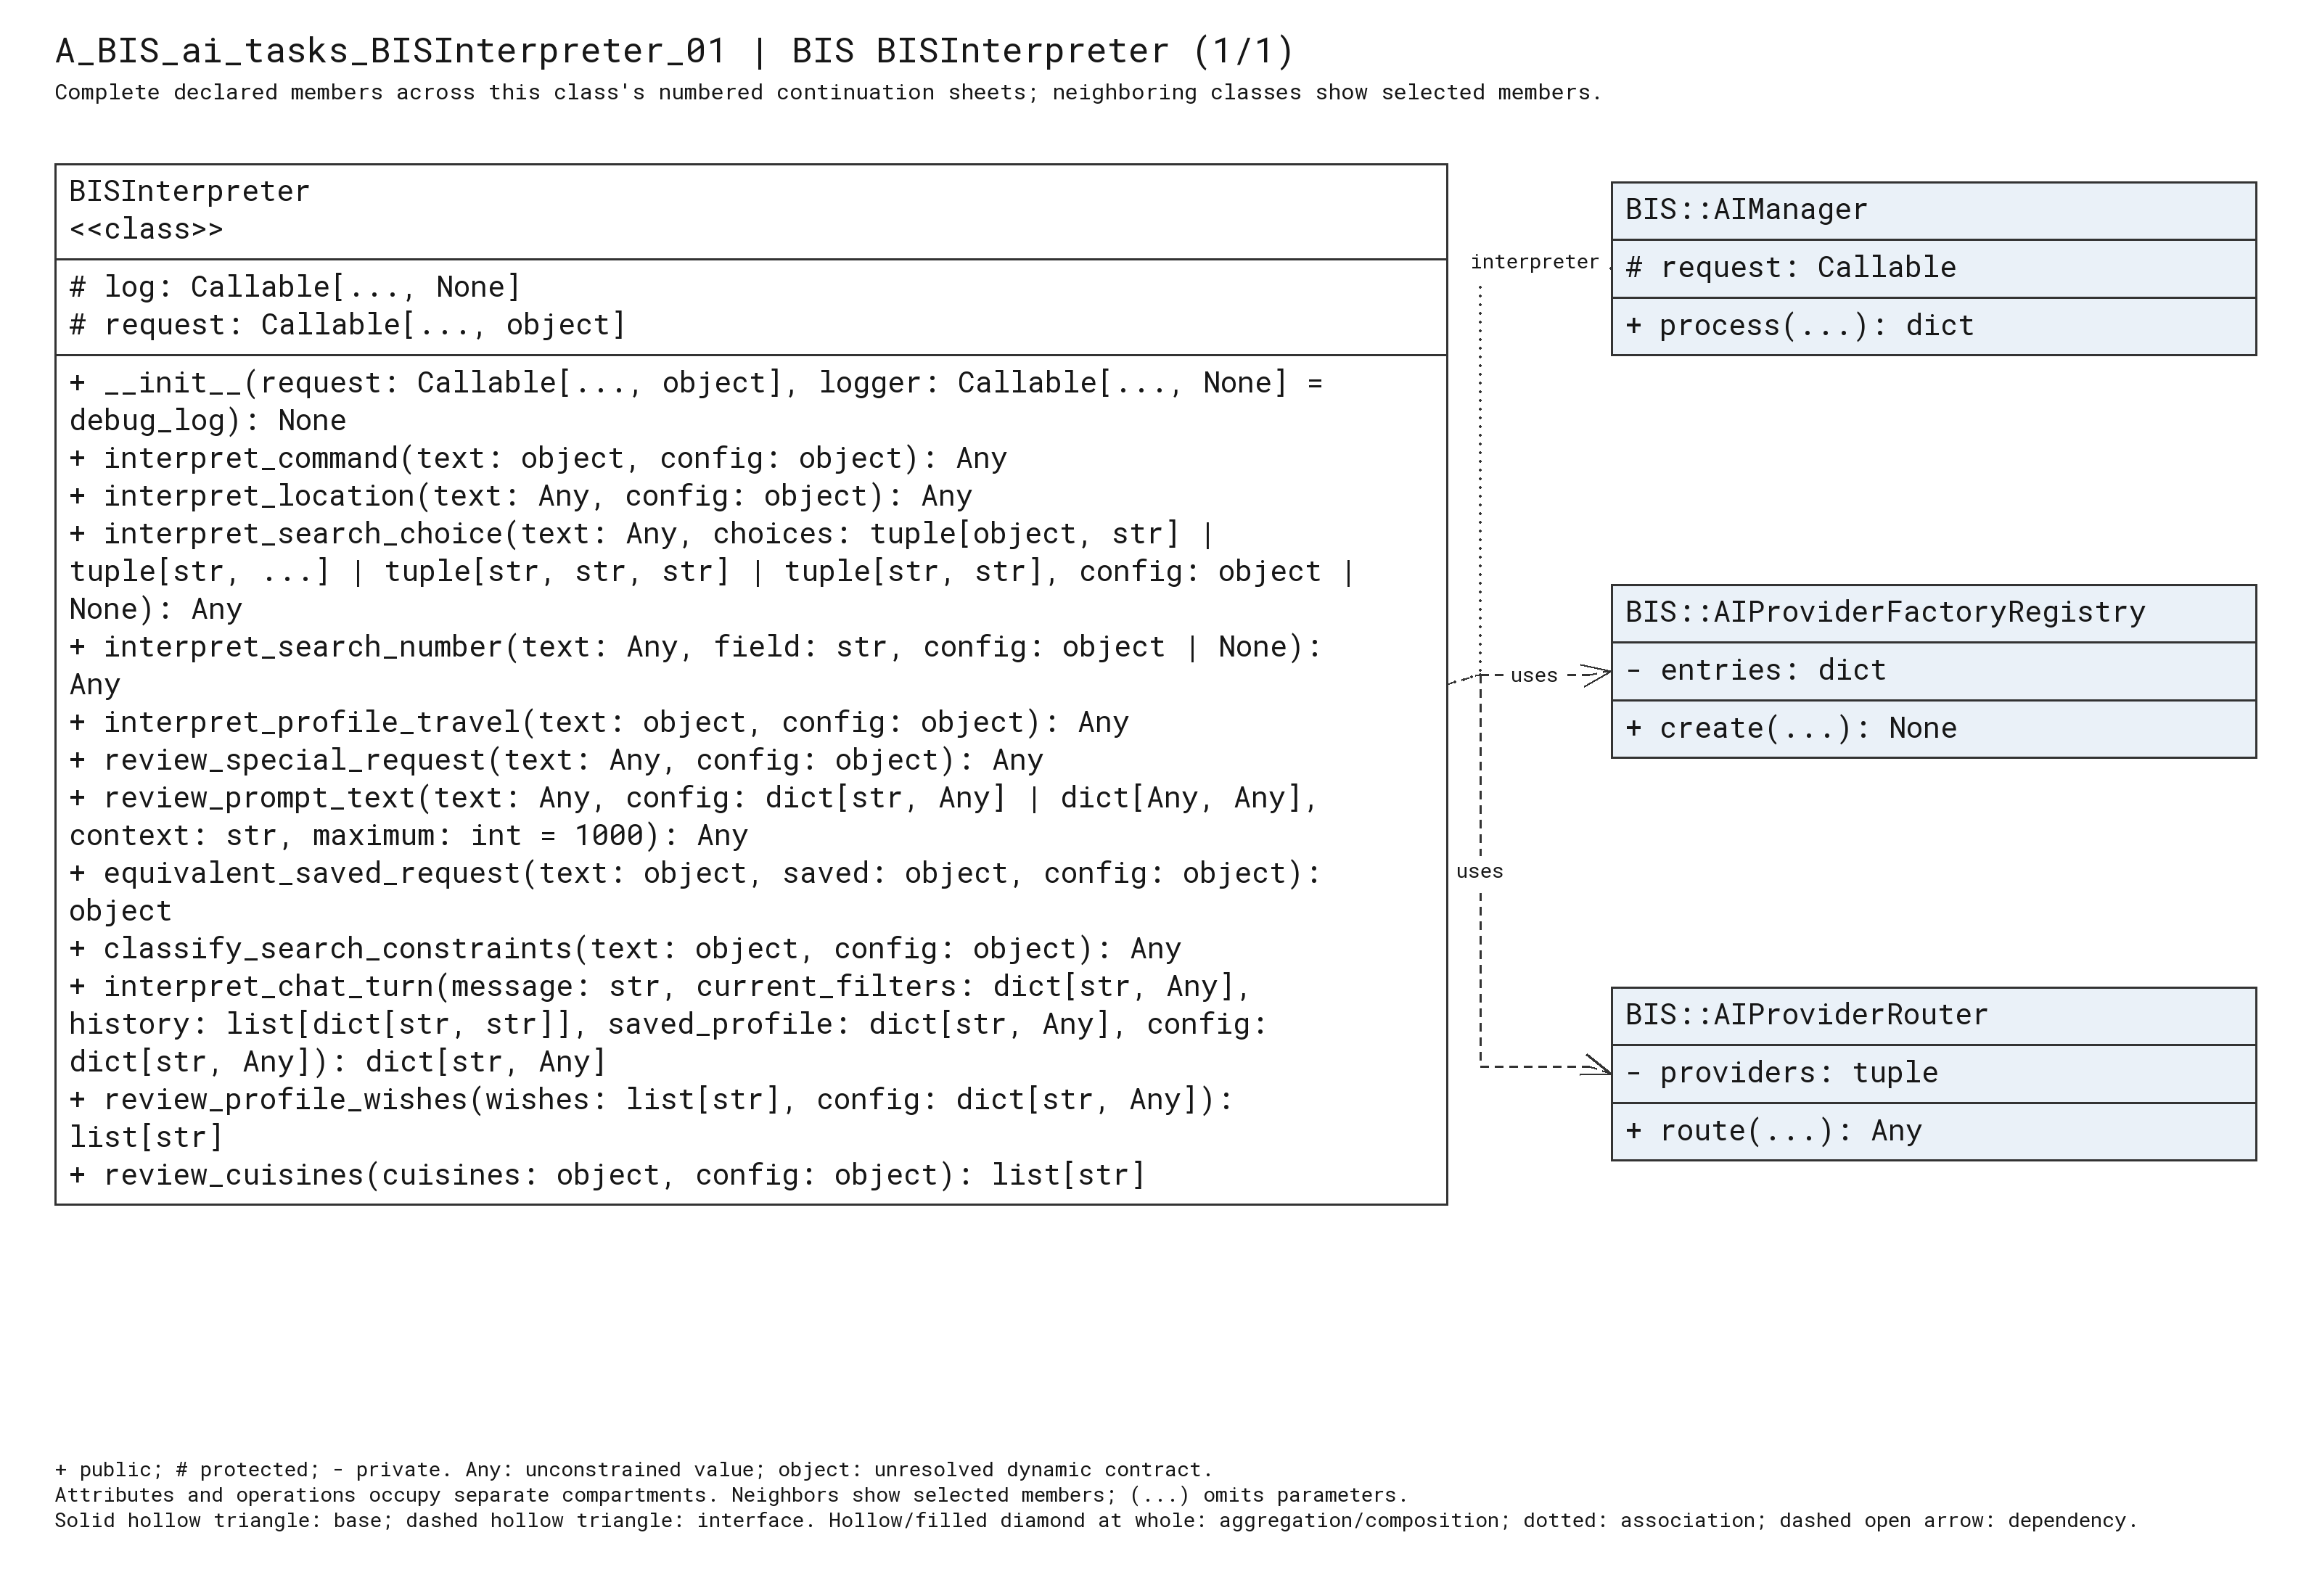 A_BIS_ai_tasks_BISInterpreter_01 | BIS BISInterpreter (1/1)
Complete declared members across this class's numbered continuation sheets; neighboring classes show selected members.
BISInterpreter
<<class>>
# log: Callable[..., None]
# request: Callable[..., object]
+ __init__(request: Callable[..., object], logger: Callable[..., None] =
debug_log): None
+ interpret_command(text: object, config: object): Any
+ interpret_location(text: Any, config: object): Any
+ interpret_search_choice(text: Any, choices: tuple[object, str] |
tuple[str, ...] | tuple[str, str, str] | tuple[str, str], config: object |
None): Any
+ interpret_search_number(text: Any, field: str, config: object | None):
Any
+ interpret_profile_travel(text: object, config: object): Any
+ review_special_request(text: Any, config: object): Any
+ review_prompt_text(text: Any, config: dict[str, Any] | dict[Any, Any],
context: str, maximum: int = 1000): Any
+ equivalent_saved_request(text: object, saved: object, config: object):
object
+ classify_search_constraints(text: object, config: object): Any
+ interpret_chat_turn(message: str, current_filters: dict[str, Any],
history: list[dict[str, str]], saved_profile: dict[str, Any], config:
dict[str, Any]): dict[str, Any]
+ review_profile_wishes(wishes: list[str], config: dict[str, Any]):
list[str]
+ review_cuisines(cuisines: object, config: object): list[str]
interpreter
uses
uses
BIS::AIManager
# request: Callable
+ process(...): dict
BIS::AIProviderFactoryRegistry
- entries: dict
+ create(...): None
BIS::AIProviderRouter
- providers: tuple
+ route(...): Any
+ public; # protected; - private. Any: unconstrained value; object: unresolved dynamic contract.
Attributes and operations occupy separate compartments. Neighbors show selected members; (...) omits parameters.
Solid hollow triangle: base; dashed hollow triangle: interface. Hollow/filled diamond at whole: aggregation/composition; dotted: association; dashed open arrow: dependency.